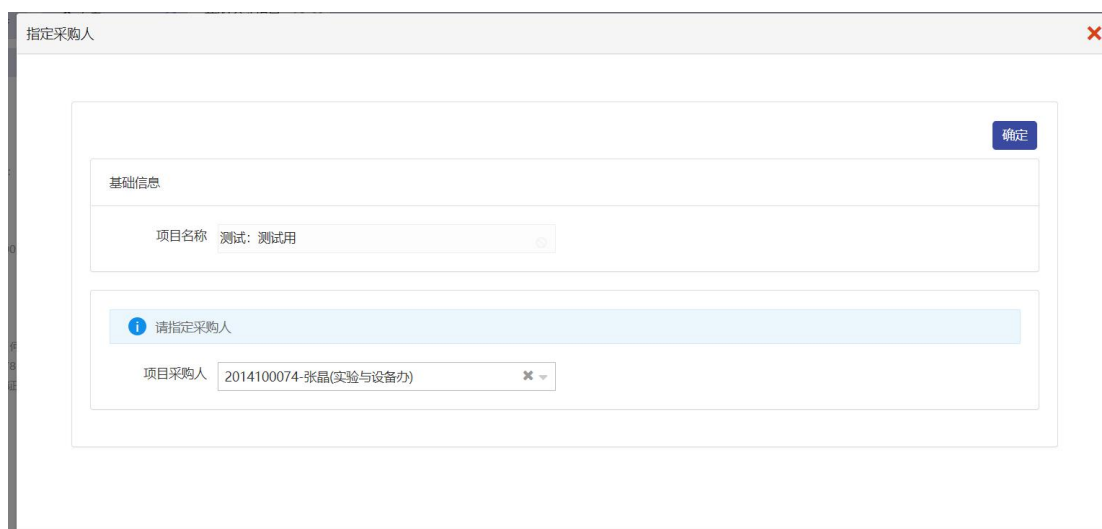 指定采购人
确定
基础信息
项目名称 测试：测试用
请指定采购人
项目采购人 2014100074-张晶(实验与设备办)